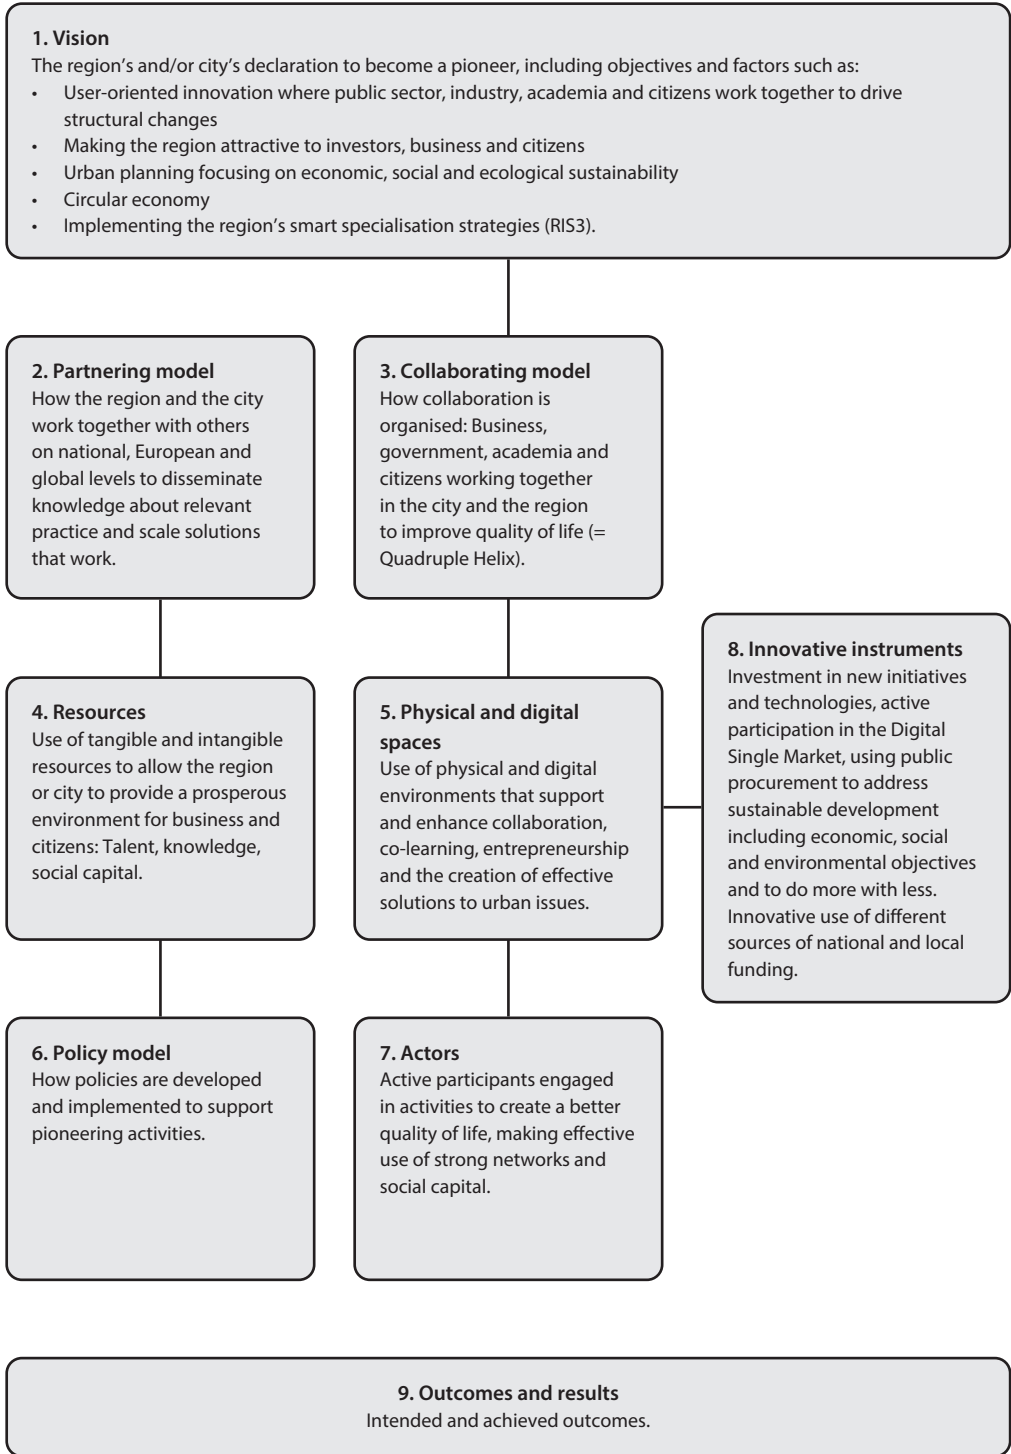 1. Vision
The region's and/or city's declaration to become a pioneer, including objectives and factors such as:
• User-oriented innovation where public sector, industry, academia and citizens work together to drive
structural changes
• Making the region attractive to investors, business and citizens
• Urban planning focusing on economic, social and ecological sustainability
• Circular economy
• Implementing the region's smart specialisation strategies (RIS3).
2. Partnering model
How the region and the city
work together with others
on national, European and
global levels to disseminate
knowledge about relevant
practice and scale solutions
that work.
3. Collaborating model
How collaboration is
organised: Business,
government, academia and
citizens working together
in the city and the region
to improve quality of life (=
Quadruple Helix).
4. Resources
Use of tangible and intangible
resources to allow the region
or city to provide a prosperous
environment for business and
citizens: Talent, knowledge,
social capital.
5. Physical and digital
spaces
Use of physical and digital
environments that support
and enhance collaboration,
co-learning, entrepreneurship
and the creation of effective
solutions to urban issues.
8. Innovative instruments
Investment in new initiatives
and technologies, active
participation in the Digital
Single Market, using public
procurement to address
sustainable development
including economic, social
and environmental objectives
and to do more with less.
Innovative use of different
sources of national and local
funding.
6. Policy model
How policies are developed
and implemented to support
pioneering activities.
7. Actors
Active participants engaged
in activities to create a better
quality of life, making effective
use of strong networks and
social capital.
9. Outcomes and results
Intended and achieved outcomes.